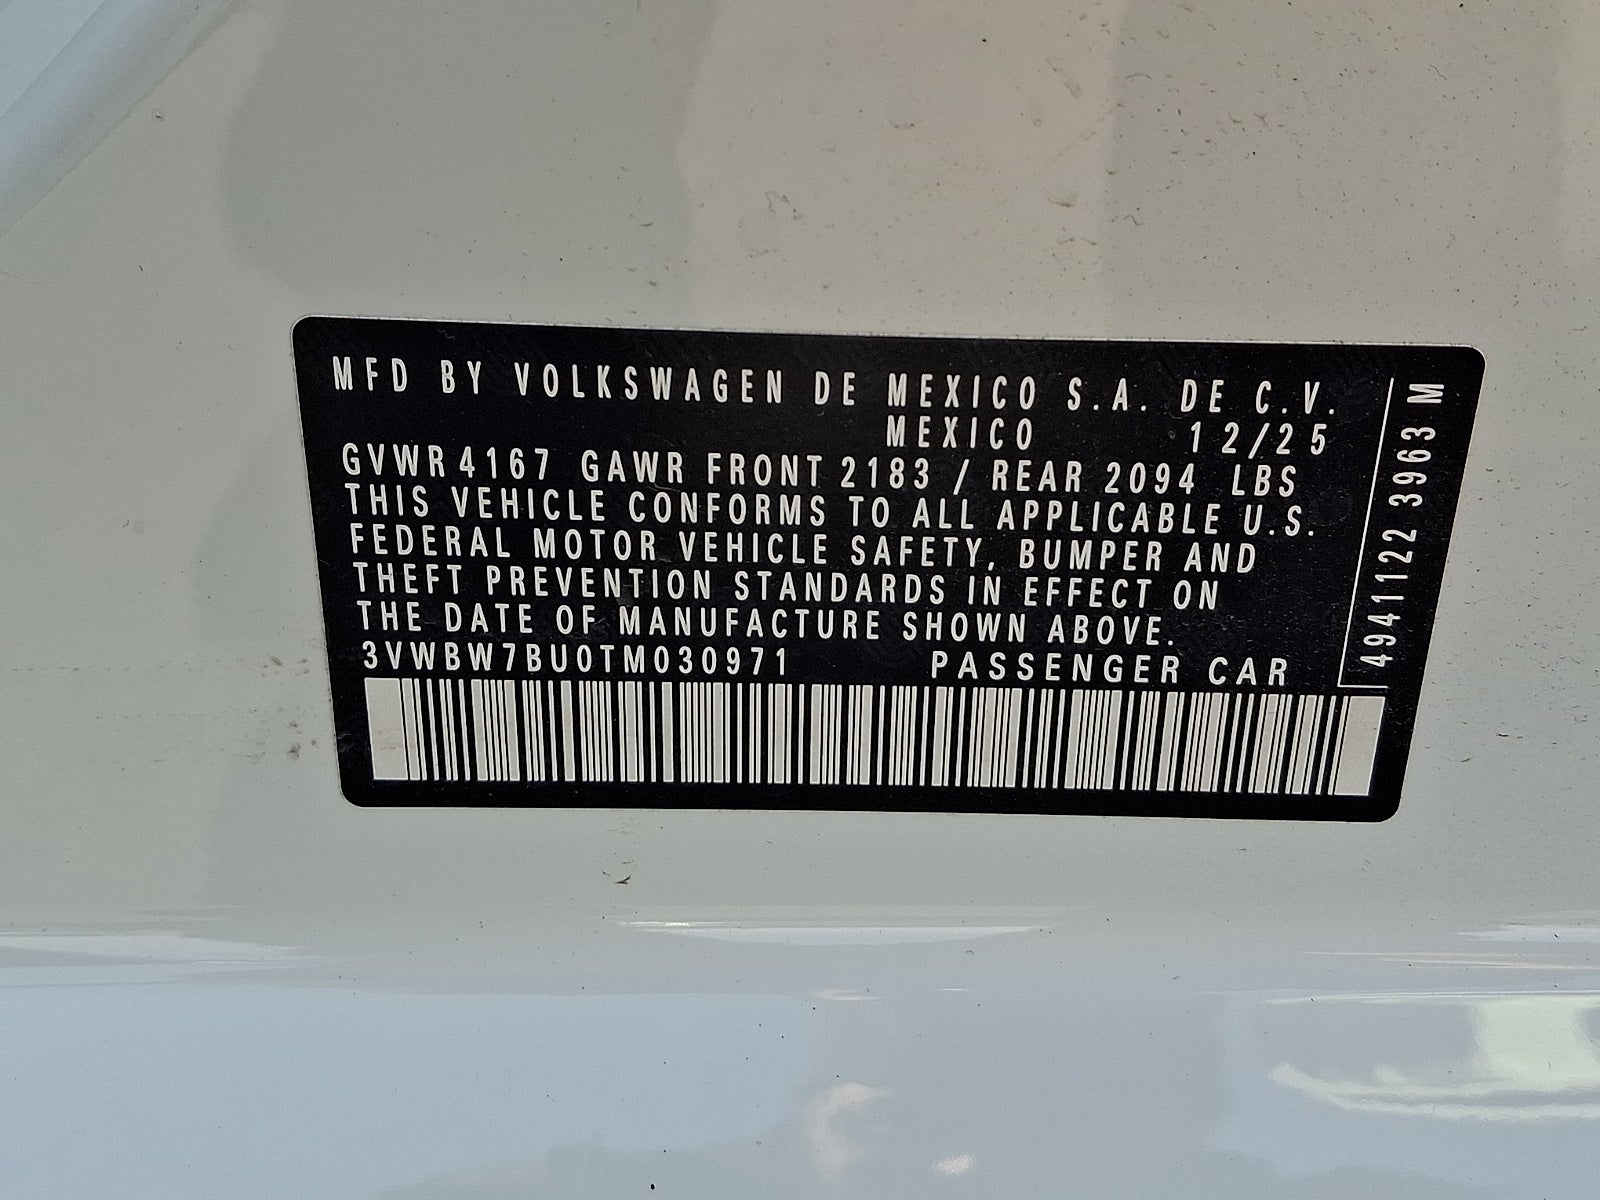 MFD BY VOLKSWAGEN DE MEXICO S.A. DE C.V.
MEXICO 12/25
GVWR 4167 GAWR FRONT 2183 / REAR 2094 LBS
THIS VEHICLE CONFORMS TO ALL APPLICABLE U.S.
FEDERAL MOTOR VEHICLE SAFETY, BUMPER AND
THEFT PREVENTION STANDARDS IN EFFECT ON
THE DATE OF MANUFACTURE SHOWN ABOVE.
3VWBW7BU0TM030971 PASSENGER CAR
4941122 3963 M